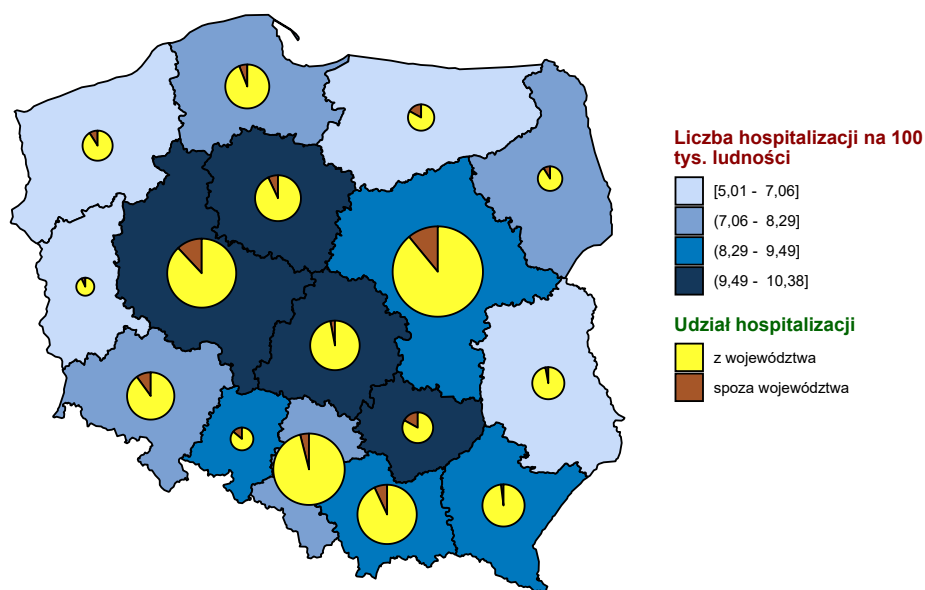 Liczba hospitalizacji na 100
tys. ludności
[5,01 - 7,06]
(7,06 - 8,29]
(8,29 - 9,49]
(9,49 - 10,38]
Udział hospitalizacji
z województwa
spoza województwa